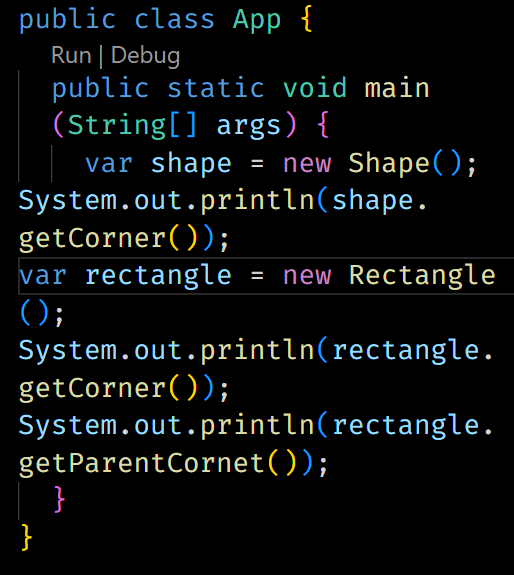 public class App {
Run | Debug
public static void main
(String[] args) {
var shape = new Shape();
System.out.println(shape.
getCorner());
var rectangle = new Rectangle
();
System.out.println(rectangle.
getCorner());
System.out.println(rectangle.
getParentCornet());
}
}